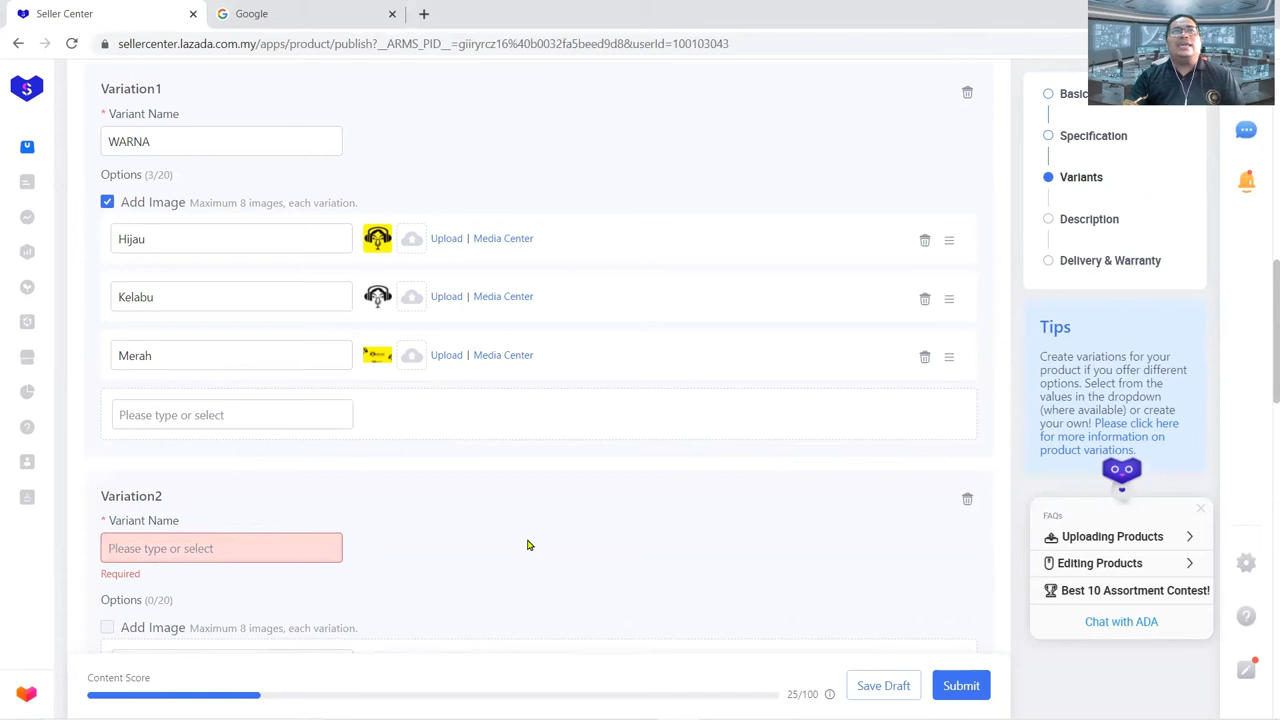 Seller Center
Google
sellercenter.lazada.com.my/apps/product/publish?__ARMS_PID__=giiryrcz16%40b0032fa5beed9d8&userId=100103043
Variation1
* Variant Name
WARNA
Options (3/20)
Add Image Maximum 8 images, each variation.
Hijau
Upload | Media Center
Kelabu
Upload | Media Center
Merah
Upload | Media Center
Please type or select
Variation2
* Variant Name
Please type or select
Required
Options (0/20)
Add Image Maximum 8 images, each variation.
Content Score
25/100
Save Draft
Submit
Basic
Specification
Variants
Description
Delivery & Warranty
Tips
Create variations for your
product if you offer different
options. Select from the
values in the dropdown
(where available) or create
your own! Please click here
for more information on
product variations.
FAQs
Uploading Products
Editing Products
Best 10 Assortment Contest!
Chat with ADA